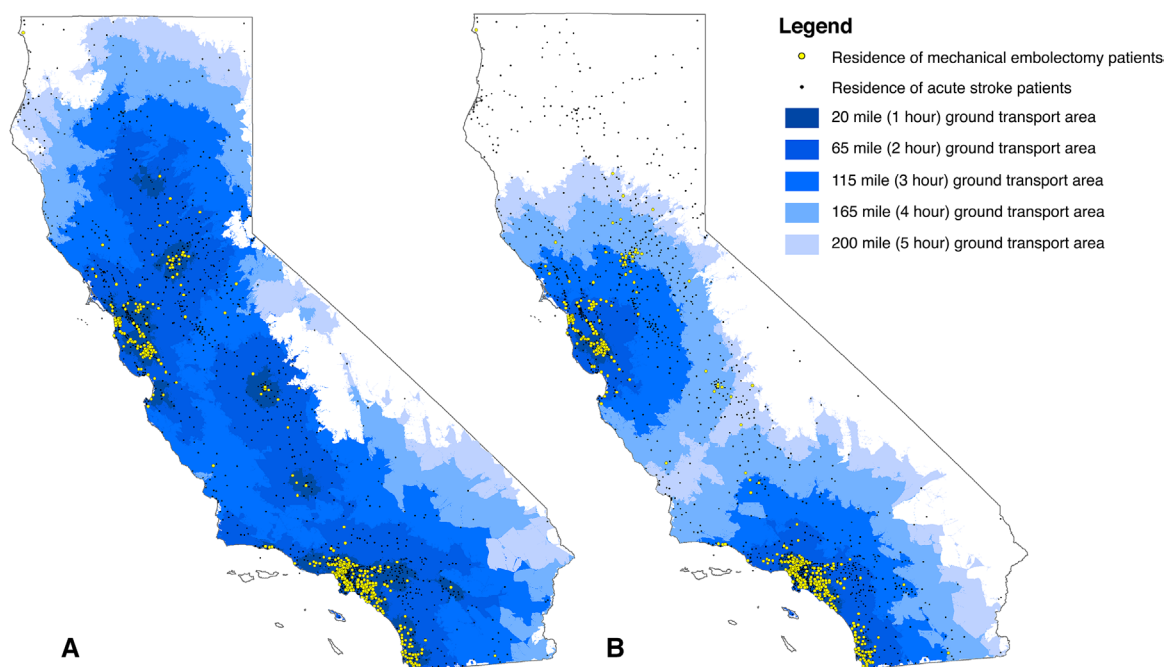 Legend
Residence of mechanical embolectomy patients
Residence of acute stroke patients
20 mile (1 hour) ground transport area
65 mile (2 hour) ground transport area
115 mile (3 hour) ground transport area
165 mile (4 hour) ground transport area
200 mile (5 hour) ground transport area
A
B